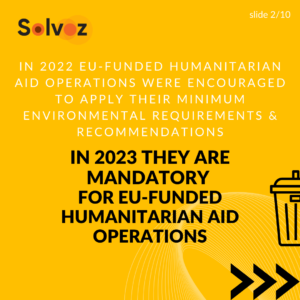 slide 2/10
Solvoz
IN 2022 EU-FUNDED HUMANITARIAN
AID OPERATIONS WERE ENCOURAGED
TO APPLY THEIR MINIMUM
ENVIRONMENTAL REQUIREMENTS &
RECOMMENDATIONS
IN 2023 THEY ARE
MANDATORY
FOR EU-FUNDED
HUMANITARIAN AID
OPERATIONS